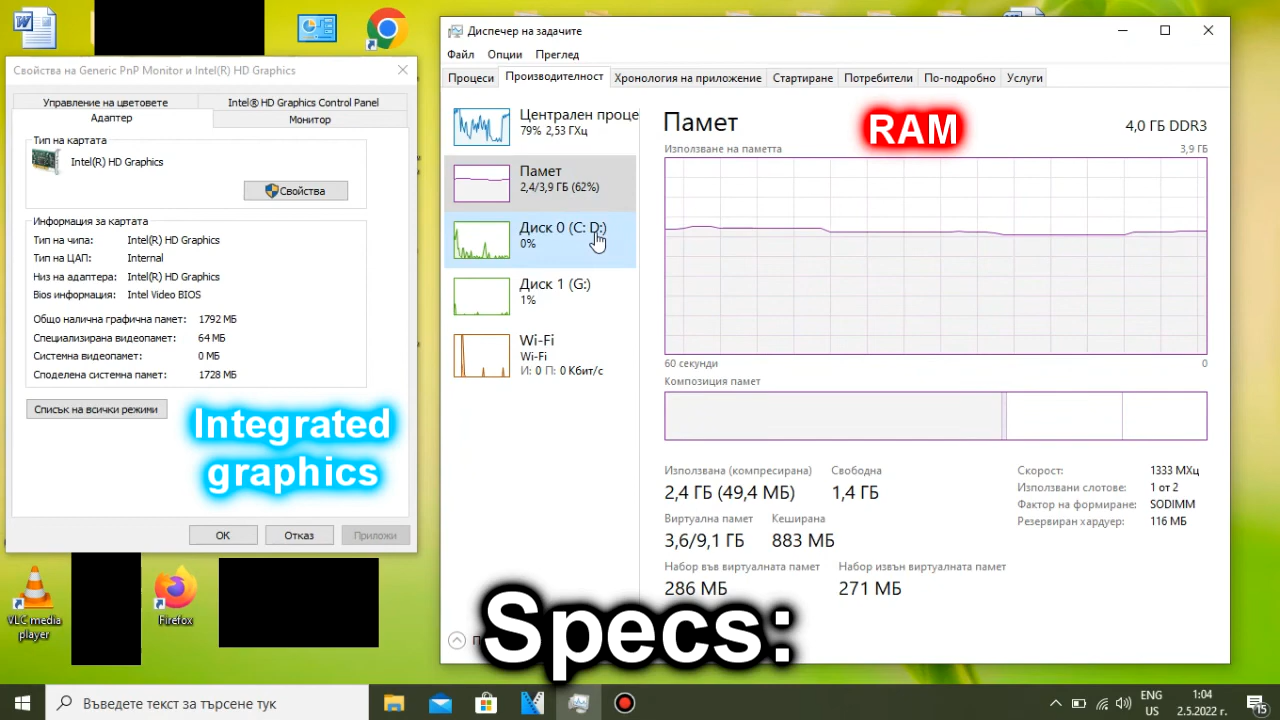 Свойства на Generic PnP Monitor и Intel(R) HD Graphics
Управление на цветовете
Intel® HD Graphics Control Panel
Адаптер
Монитор
Тип на картата
Intel(R) HD Graphics
Свойства
Информация за картата
Тип на чипа: Intel(R) HD Graphics
Тип на ЦАП: Internal
Низ на адаптера: Intel(R) HD Graphics
Bios информация: Intel Video BIOS
Общо налична графична памет: 1792 МБ
Специализирана видеопамет: 64 МБ
Системна видеопамет: 0 МБ
Споделена системна памет: 1728 МБ
Списък на всички режими
Integrated
graphics
OK
Отказ
Приложи
VLC media
player
Firefox
Диспечер на задачите
Файл
Опции
Преглед
Процеси
Производителност
Хронология на приложение
Стартиране
Потребители
По-подробно
Услуги
Централен проце
79% 2,53 ГХц
Памет
2,4/3,9 ГБ (62%)
Диск 0 (C: D:)
0%
Диск 1 (G:)
1%
Wi-Fi
Wi-Fi
И: 0 П: 0 Кбит/с
Памет
RAM
4,0 ГБ DDR3
Използване на паметта
3,9 ГБ
60 секунди
0
Композиция памет
Използвана (компресирана)
2,4 ГБ (49,4 МБ)
Свободна
1,4 ГБ
Виртуална памет
3,6/9,1 ГБ
Кеширана
883 МБ
Набор във виртуалната памет
286 МБ
Набор извън виртуалната памет
271 МБ
Скорост: 1333 МХц
Използвани слотове: 1 от 2
Фактор на формиране: SODIMM
Резервиран хардуер: 116 МБ
Specs:
Въведете текст за търсене тук
ENG
US
1:04
2.5.2022 г.
15